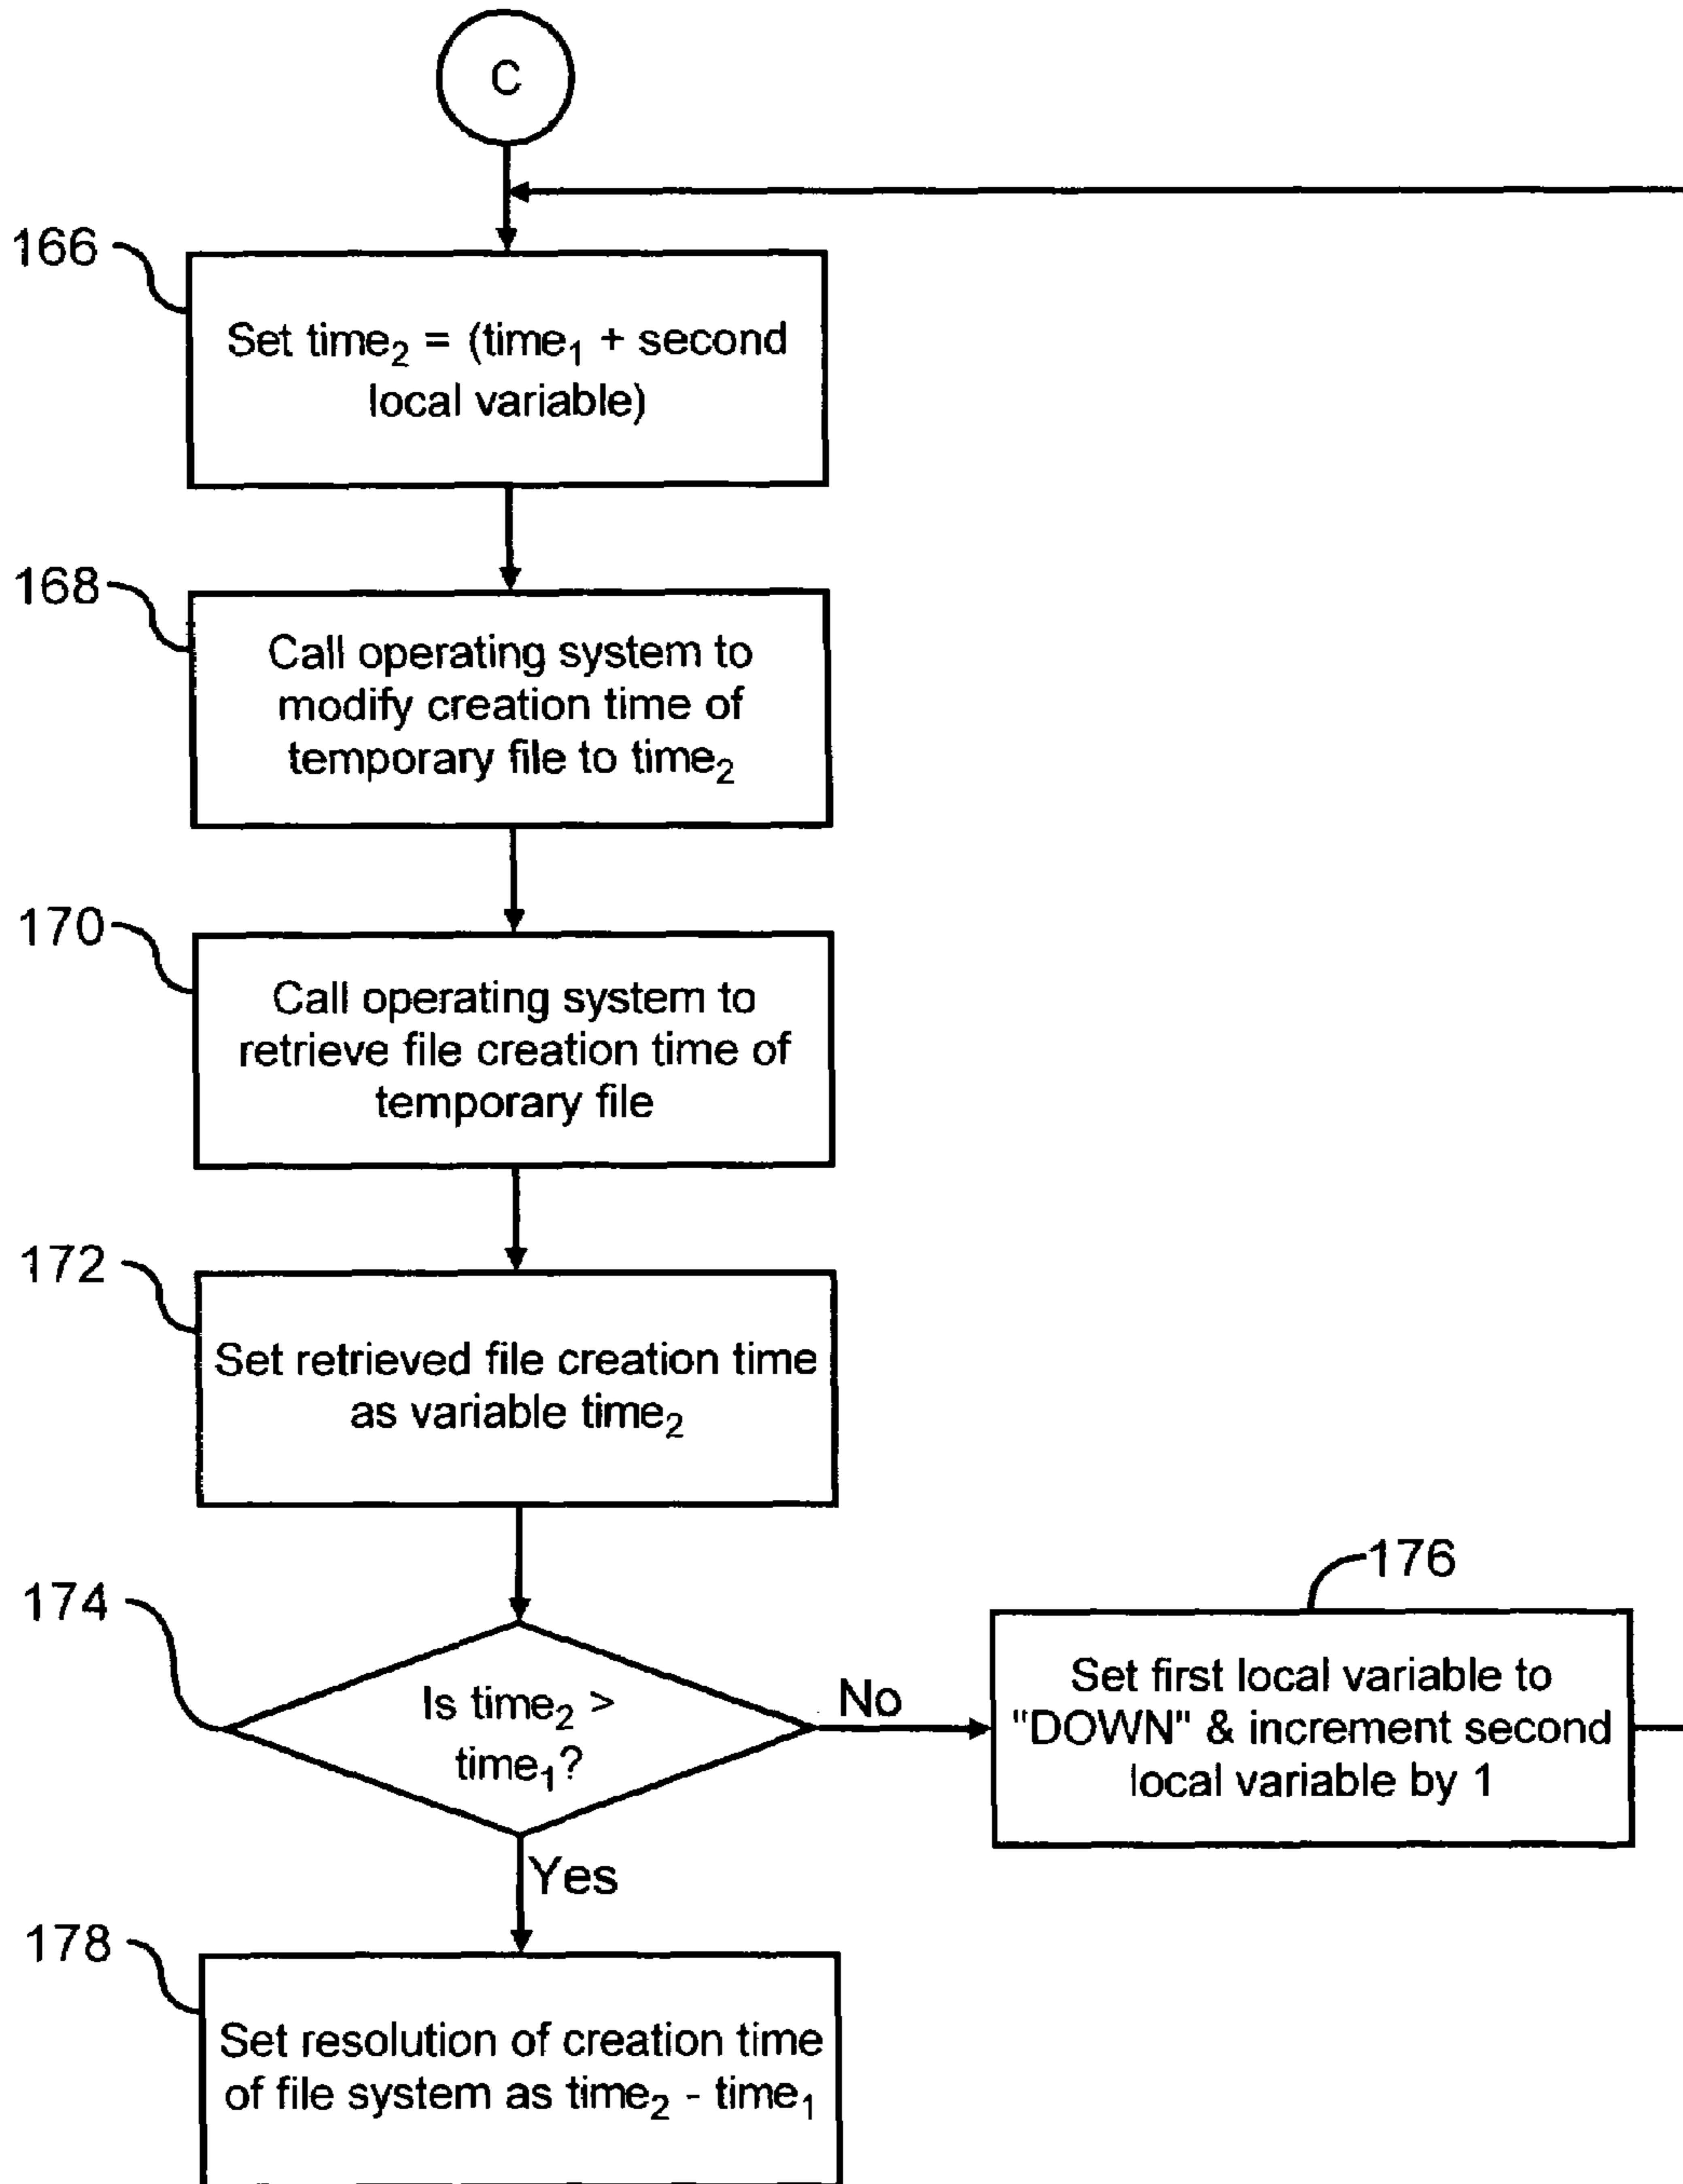 C
166
Set time₂ = (time₁ + second
local variable)
168
Call operating system to
modify creation time of
temporary file to time₂
170
Call operating system to
retrieve file creation time of
temporary file
172
Set retrieved file creation time
as variable time₂
174
Is time₂ >
time₁?
No
176
Set first local variable to
"DOWN" & increment second
local variable by 1
Yes
178
Set resolution of creation time
of file system as time₂ - time₁